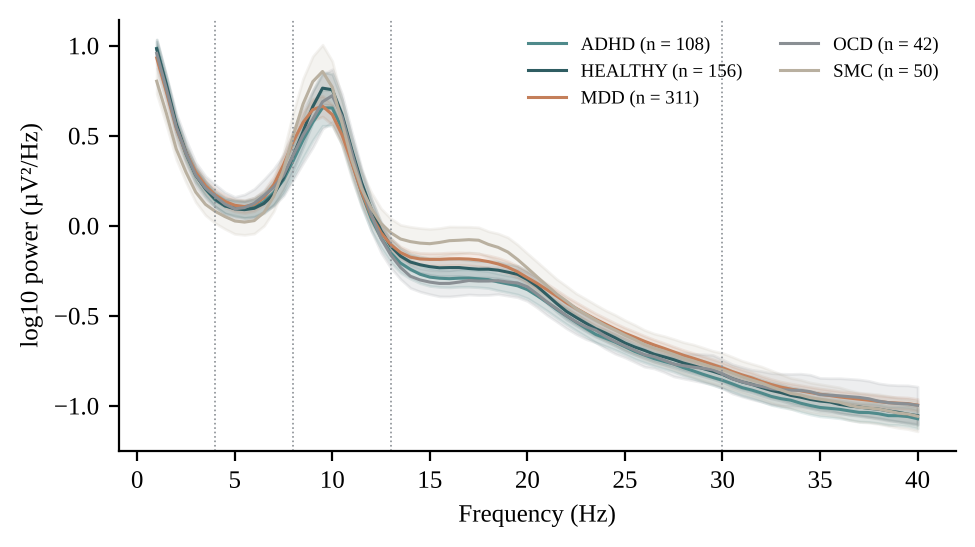 ADHD (n = 108)
HEALTHY (n = 156)
MDD (n = 311)
OCD (n = 42)
SMC (n = 50)
log10 power (μV²/Hz)
1.0
0.5
0.0
−0.5
−1.0
0 5 10 15 20 25 30 35 40
Frequency (Hz)